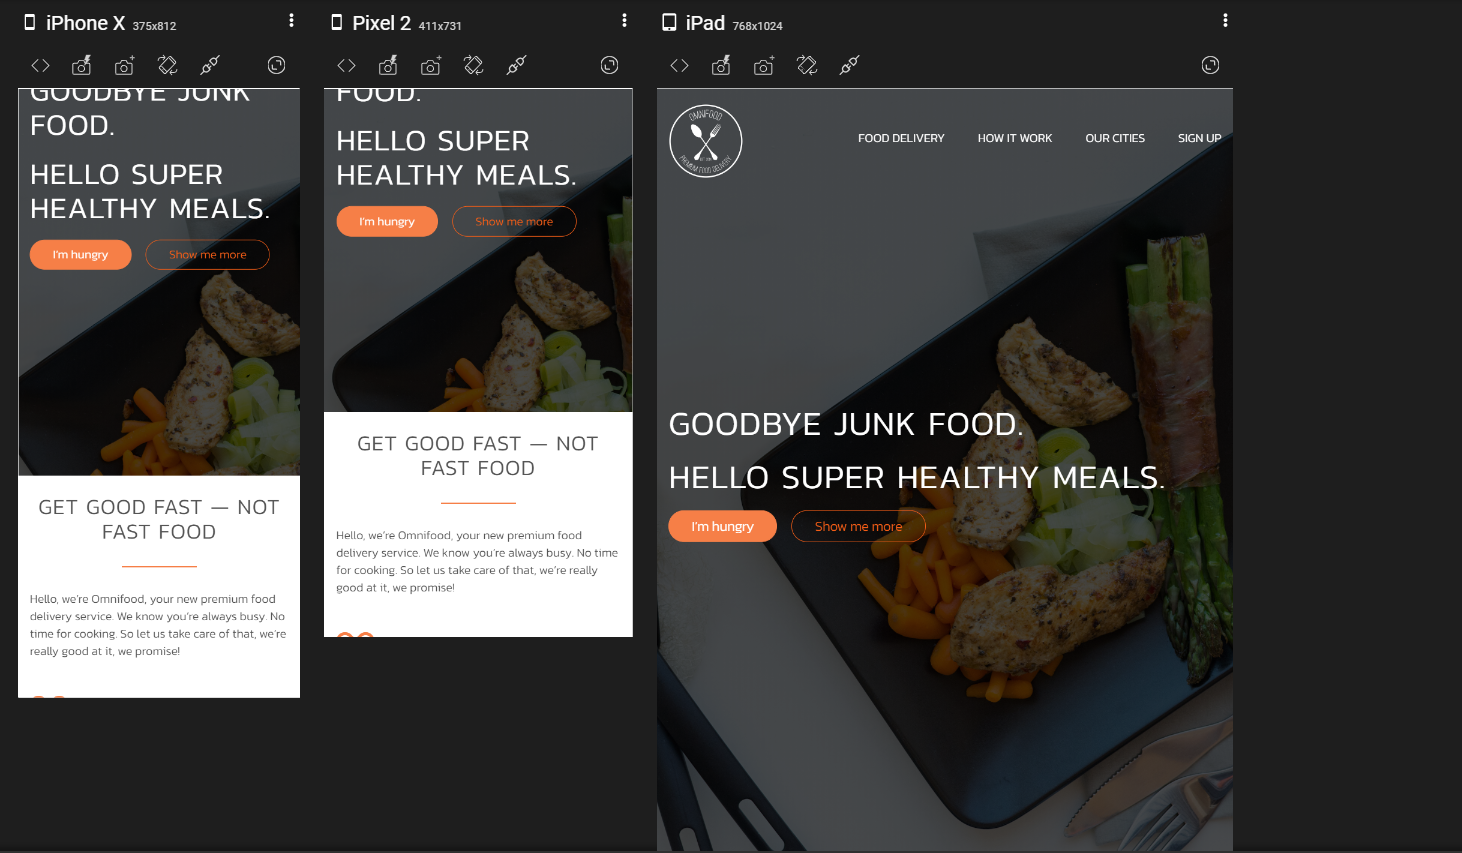 iPhone X 375x812
GOODBYE JUNK
FOOD.
HELLO SUPER
HEALTHY MEALS.
I'm hungry
Show me more
GET GOOD FAST — NOT
FAST FOOD
Hello, we're Omnifood, your new premium food
delivery service. We know you're always busy. No
time for cooking. So let us take care of that, we're
really good at it, we promise!
Pixel 2 411x731
FOOD.
HELLO SUPER
HEALTHY MEALS.
I'm hungry
Show me more
GET GOOD FAST — NOT
FAST FOOD
Hello, we're Omnifood, your new premium food
delivery service. We know you're always busy. No time
for cooking. So let us take care of that, we're really
good at it, we promise!
iPad 768x1024
OMNIFOOD
PREMIUM FOOD DELIVERY
FOOD DELIVERY
HOW IT WORK
OUR CITIES
SIGN UP
GOODBYE JUNK FOOD.
HELLO SUPER HEALTHY MEALS.
I'm hungry
Show me more